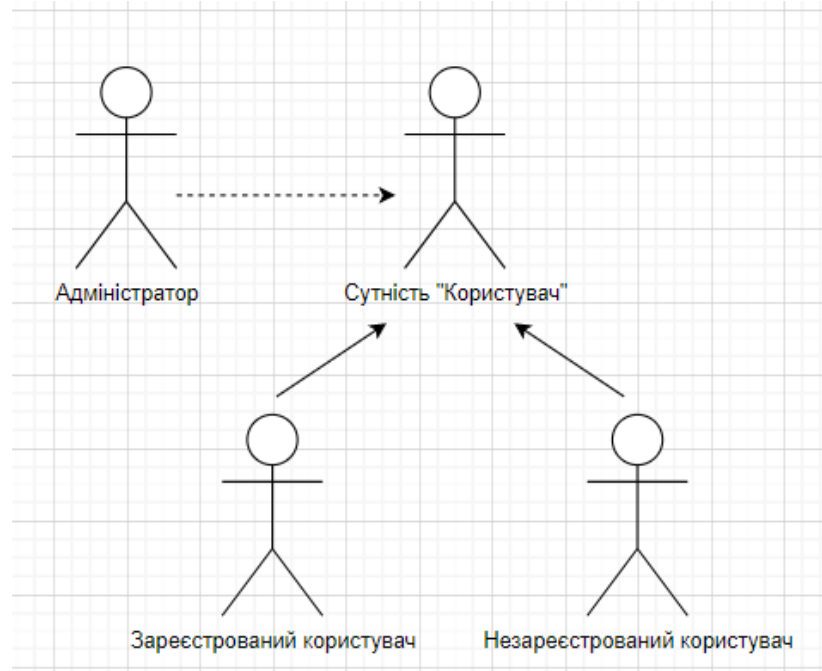 Адміністратор
Сутність "Користувач"
Зареєстрований користувач
Незареєстрований користувач